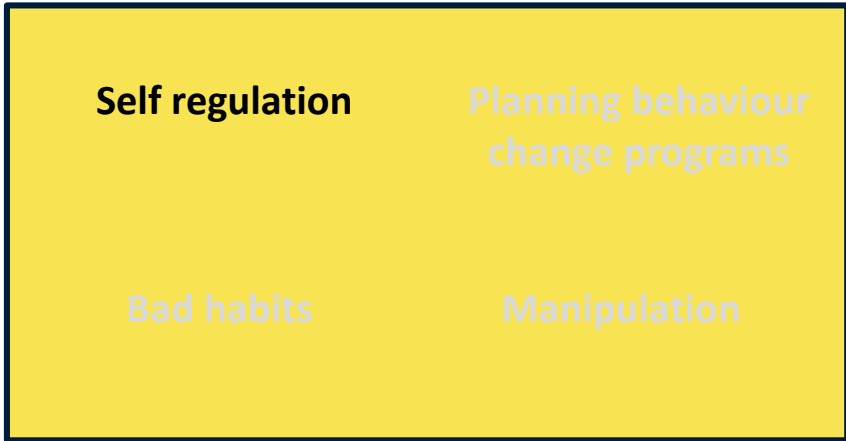 Self regulation
Planning behaviour
change programs
Bad habits
Manipulation